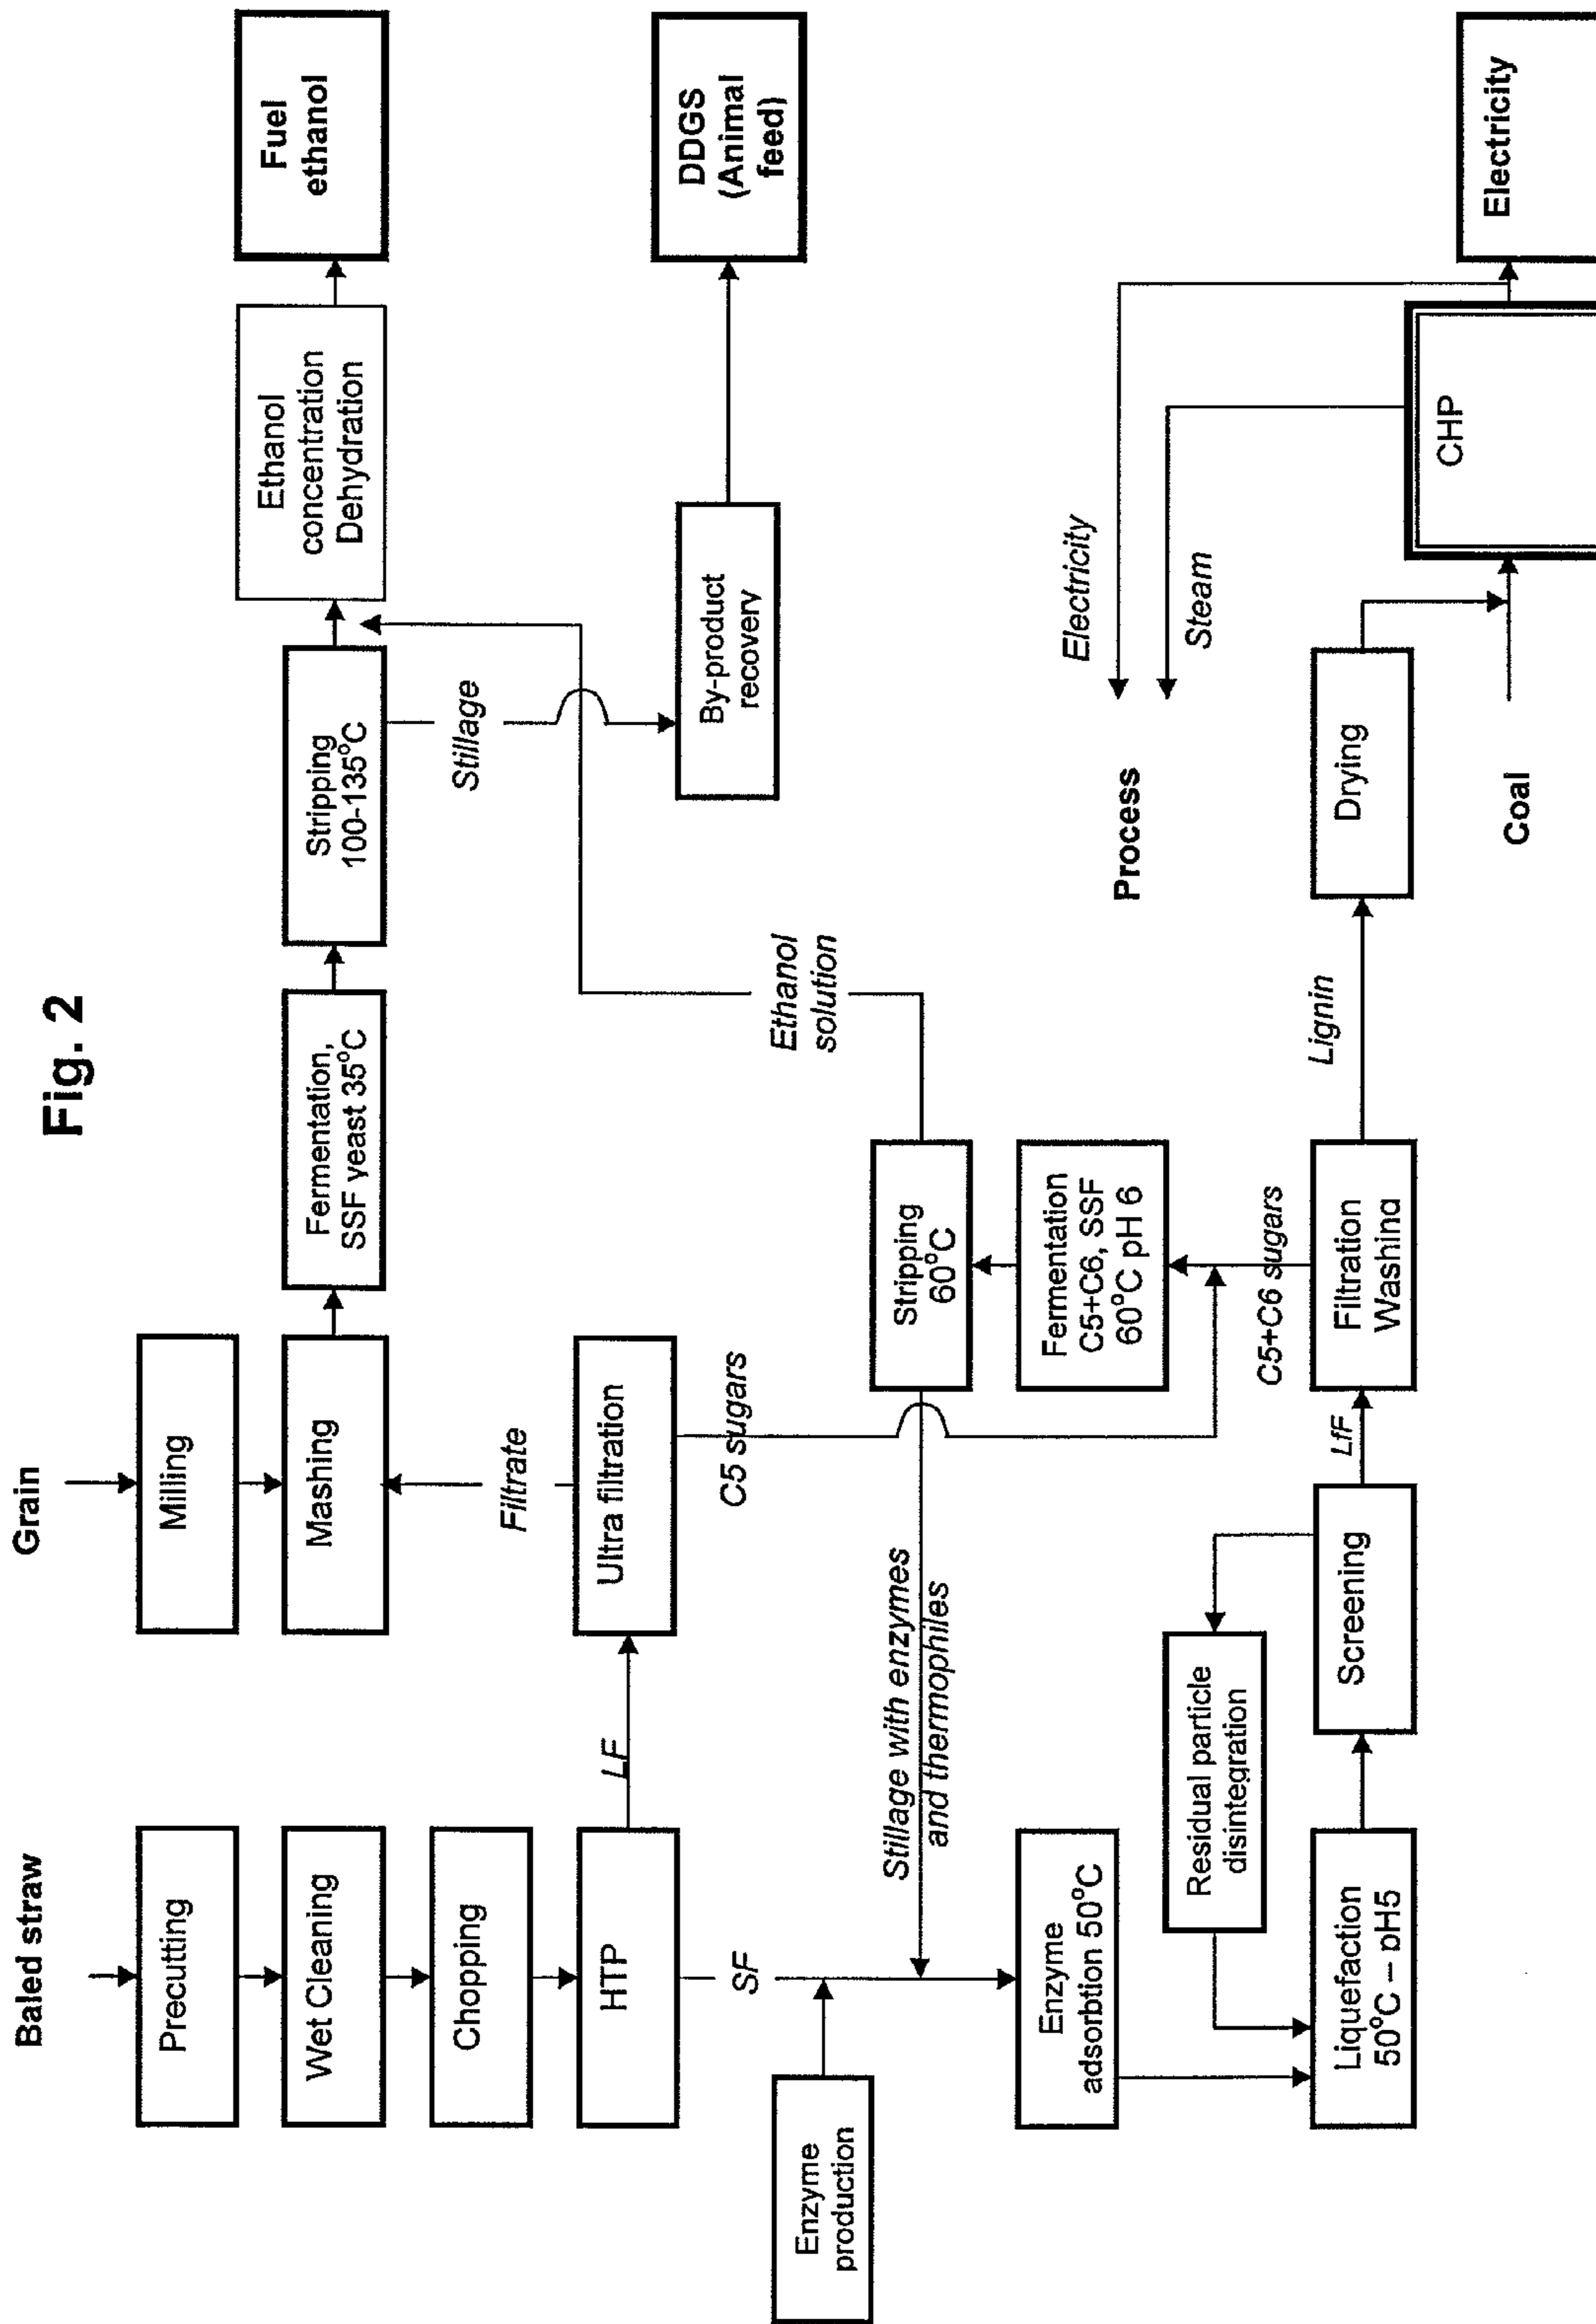 Fig. 2
Baled straw
Precutting
Wet Cleaning
Chopping
HTP
LF
SF
Enzyme
production
Enzyme
adsorbtion 50°C
Liquefaction
50°C – pH5
Residual particle
disintegration
Screening
LfF
Filtration
Washing
C5+C6 sugars
Lignin
Grain
Milling
Mashing
Filtrate
Ultra filtration
C5 sugars
Stillage with enzymes
and thermophiles
Fermentation,
SSF yeast 35°C
Stripping
60°C
Fermentation
C5+C6, SSF
60°C pH 6
Ethanol
solution
Stripping
100-135°C
Stillage
By-product
recovery
Ethanol
concentration
Dehydration
Fuel
ethanol
DDGS
(Animal
feed)
Process
Electricity
Steam
Drying
Coal
CHP
Electricity